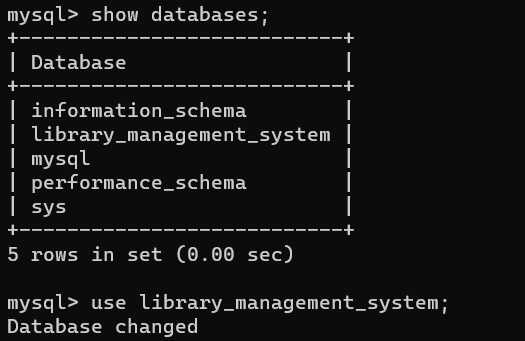 mysql> show databases;
+--------------------------+
| Database                 |
+--------------------------+
| information_schema       |
| library_management_system |
| mysql                    |
| performance_schema       |
| sys                      |
+--------------------------+
5 rows in set (0.00 sec)
mysql> use library_management_system;
Database changed